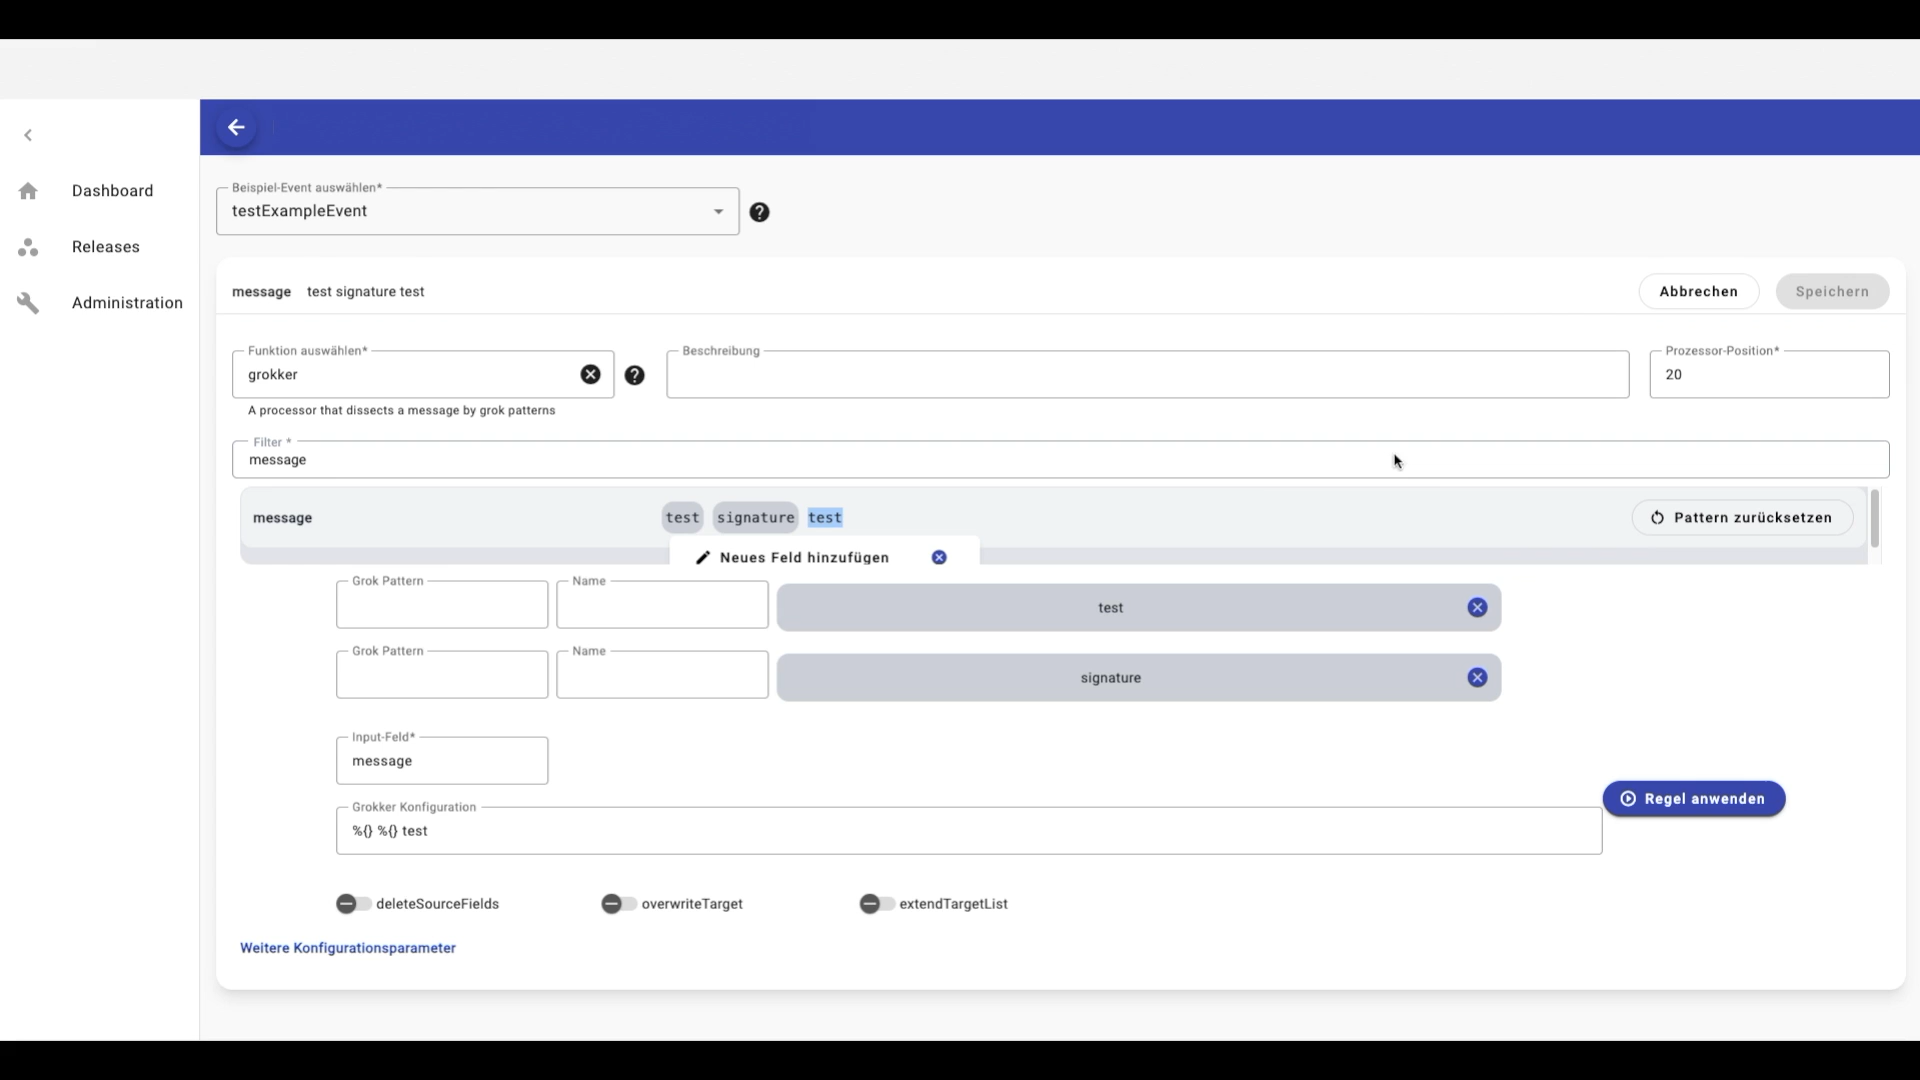 Dashboard
Releases
Administration
Beispiel-Event auswählen*
testExampleEvent
message test signature test
Abbrechen
Speichern
Funktion auswählen*
grokker
A processor that dissects a message by grok patterns
Beschreibung
Prozessor-Position*
20
Filter *
message
message test signature test
Pattern zurücksetzen
Neues Feld hinzufügen
Grok Pattern
Name
test
Grok Pattern
Name
signature
Input-Feld*
message
Grokker Konfiguration
%{} %{} test
Regel anwenden
deleteSourceFields
overwriteTarget
extendTargetList
Weitere Konfigurationsparameter